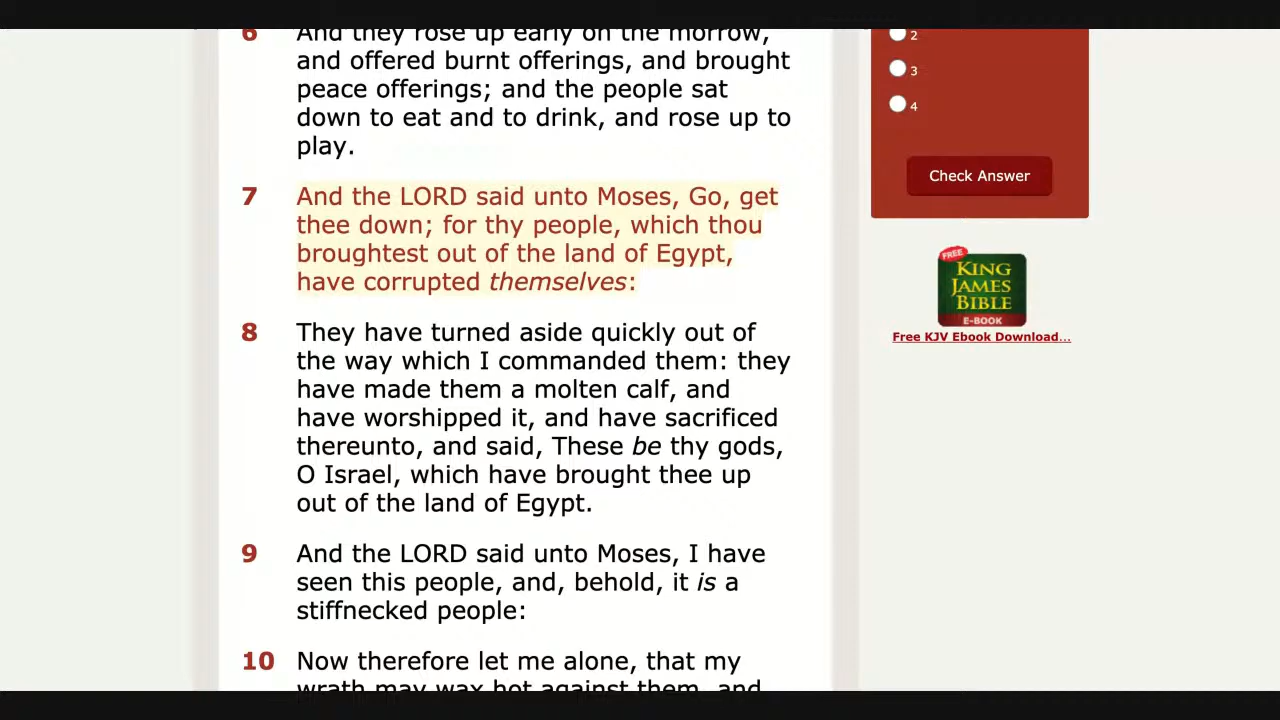 6 And they rose up early on the morrow,
and offered burnt offerings, and brought
peace offerings; and the people sat
down to eat and to drink, and rose up to
play.
7 And the LORD said unto Moses, Go, get
thee down; for thy people, which thou
broughtest out of the land of Egypt,
have corrupted themselves:
8 They have turned aside quickly out of
the way which I commanded them: they
have made them a molten calf, and
have worshipped it, and have sacrificed
thereunto, and said, These be thy gods,
O Israel, which have brought thee up
out of the land of Egypt.
9 And the LORD said unto Moses, I have
seen this people, and, behold, it is a
stiffnecked people:
10 Now therefore let me alone, that my
wrath may wax hot against them, and
2
3
4
Check Answer
FREE
KING
JAMES
BIBLE
E-BOOK
Free KJV Ebook Download...